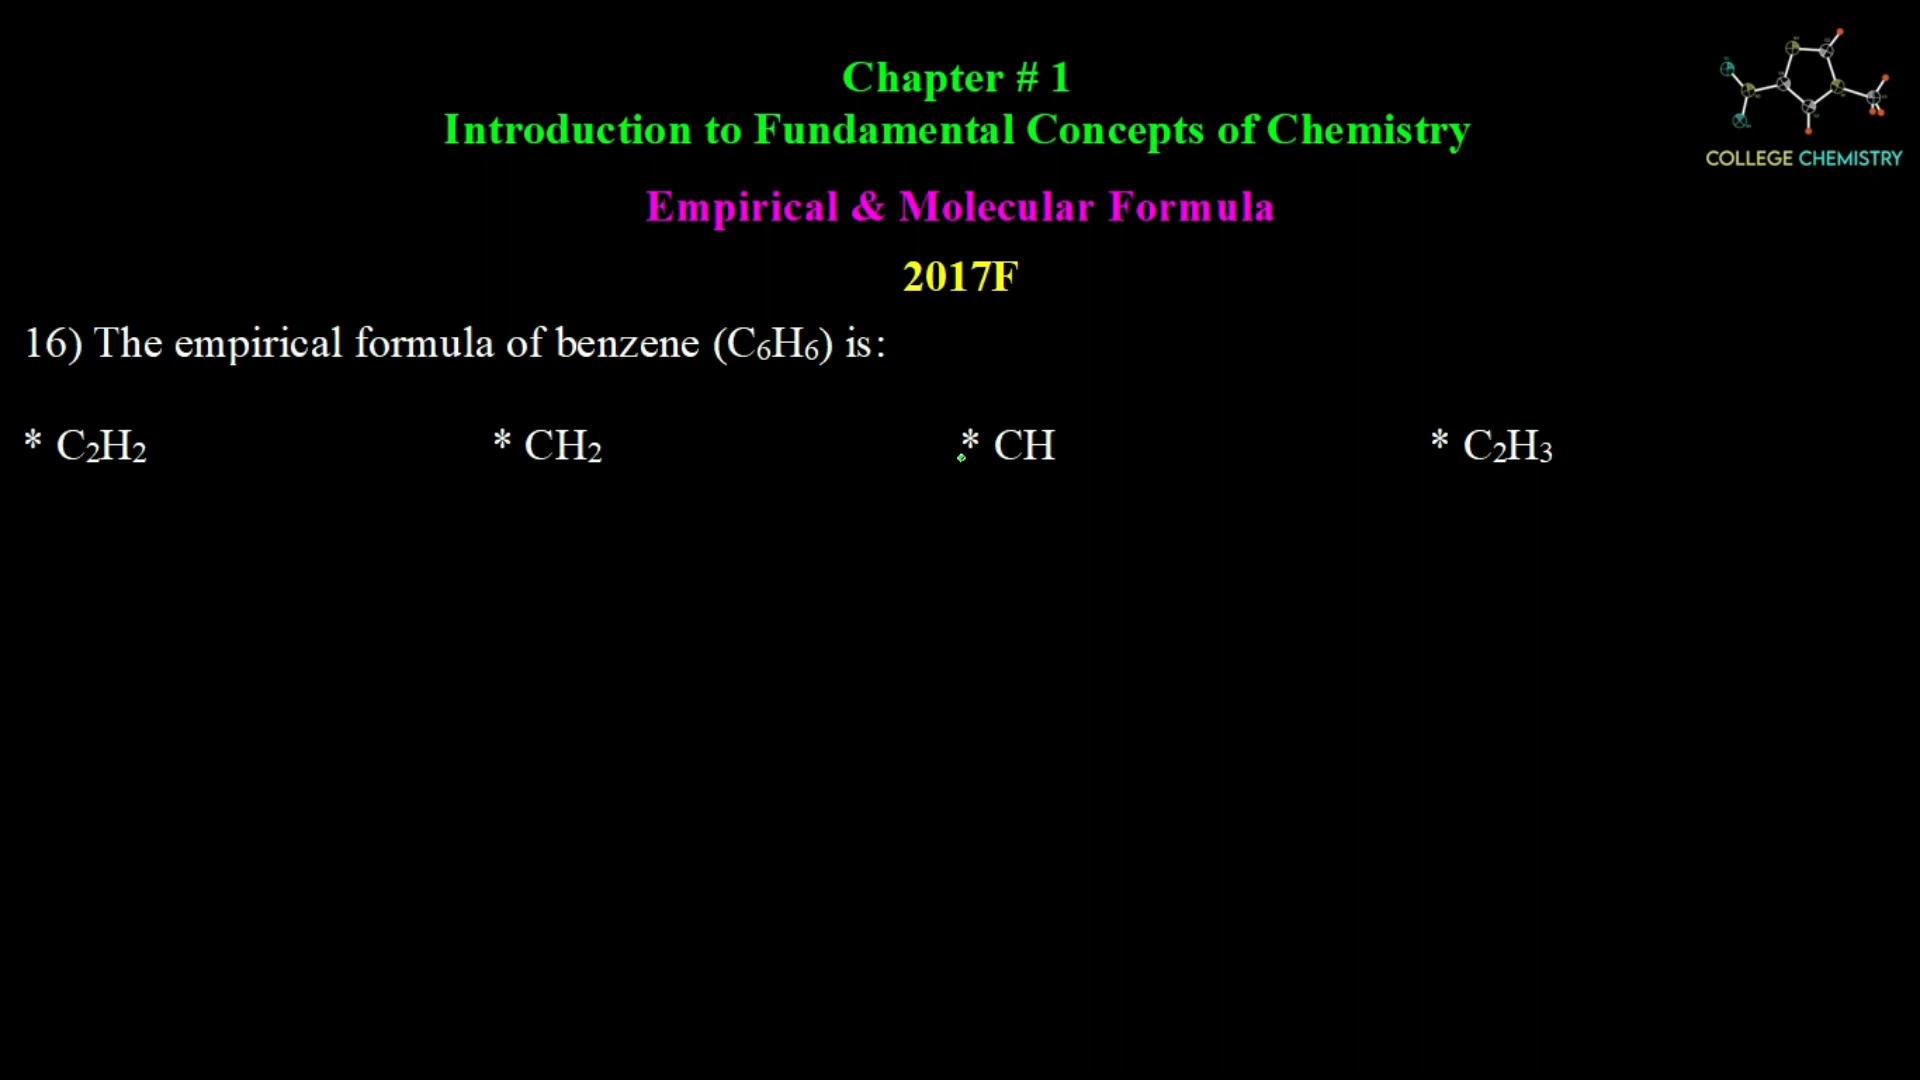 Chapter # 1
Introduction to Fundamental Concepts of Chemistry
COLLEGE CHEMISTRY
Empirical & Molecular Formula
2017F
16) The empirical formula of benzene (C₆H₆) is:
* C₂H₂ * CH₂ * CH * C₂H₃